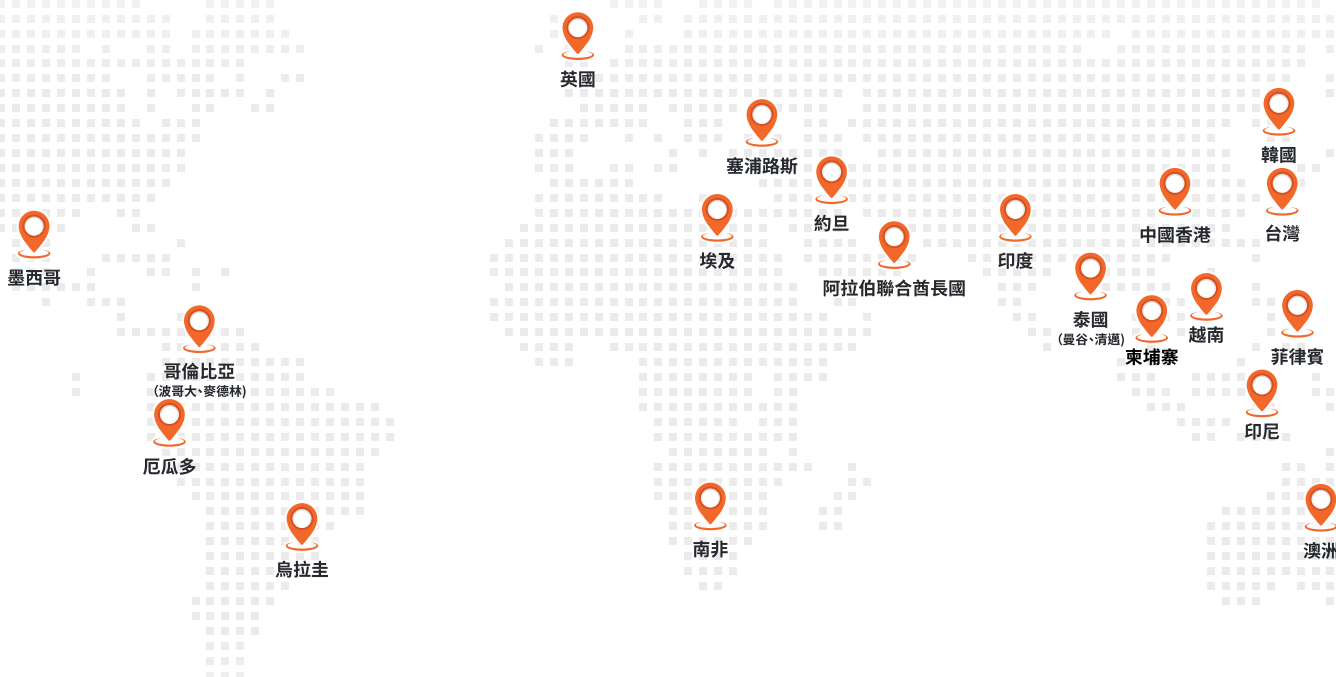 英國
塞浦路斯
韓國
約旦
中國香港
台灣
埃及
印度
墨西哥
阿拉伯聯合酋長國
泰國
(曼谷、清邁)
越南
柬埔寨
菲律賓
哥倫比亞
(波哥大、麥德林)
印尼
厄瓜多
南非
澳洲
烏拉圭